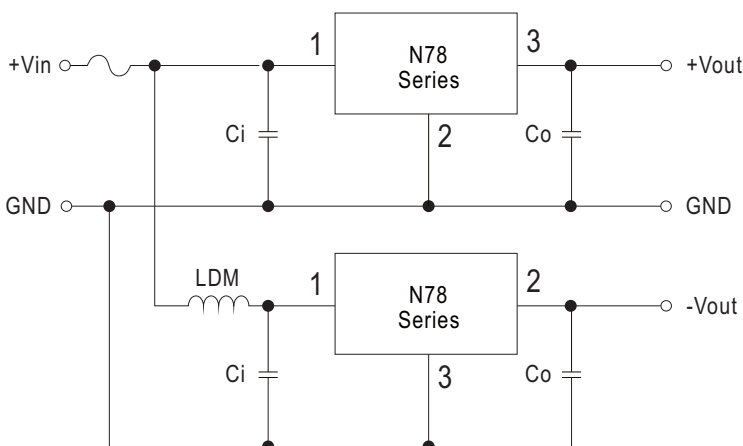 +Vin
1
N78
Series
3
+Vout
Ci
2
Co
GND
GND
LDM
1
N78
Series
2
-Vout
Ci
3
Co